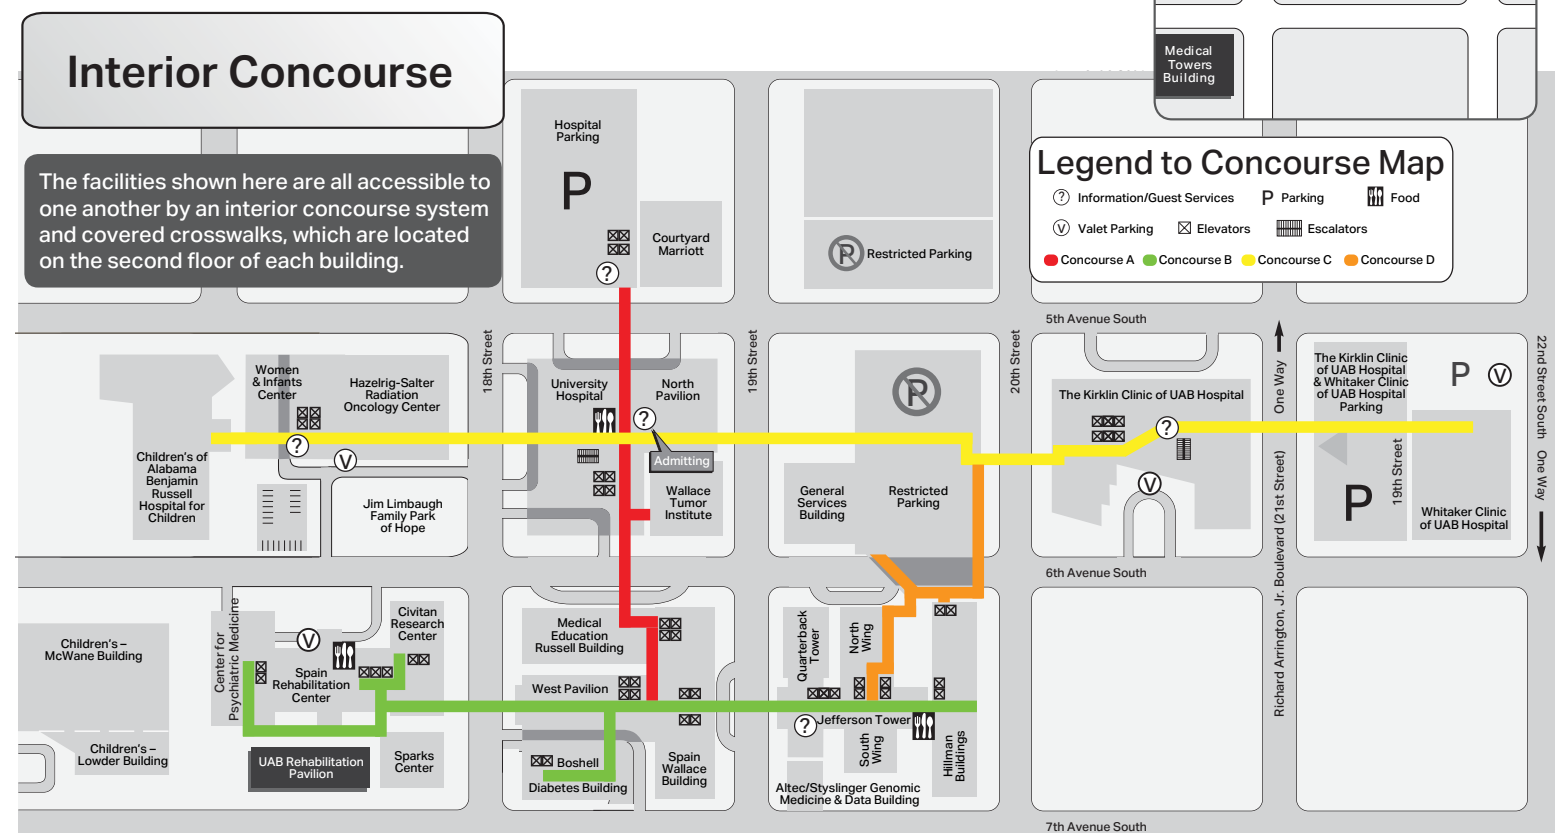 Interior Concourse
The facilities shown here are all accessible to
one another by an interior concourse system
and covered crosswalks, which are located
on the second floor of each building.
Medical
Towers
Building
Legend to Concourse Map
? Information/Guest Services
P Parking
Food
V Valet Parking
Elevators
Escalators
Concourse A
Concourse B
Concourse C
Concourse D
Hospital
Parking
P
?
Courtyard
Marriott
P
Restricted Parking
5th Avenue South
18th Street
19th Street
20th Street
One Way
22nd Street South One Way
Women
& Infants
Center
?
V
Hazelrig-Salter
Radiation
Oncology Center
Children's of
Alabama
Benjamin
Russell
Hospital for
Children
Jim Limbaugh
Family Park
of Hope
University
Hospital
North
Pavilion
?
Admitting
Wallace
Tumor
Institute
P
General
Services
Building
Restricted
Parking
The Kirklin Clinic of UAB Hospital
?
V
Richard Arrington, Jr. Boulevard (21st Street)
The Kirklin Clinic
of UAB Hospital
& Whitaker Clinic
of UAB Hospital
Parking
P
V
P
19th Street
Whitaker Clinic
of UAB Hospital
6th Avenue South
Children's –
McWane Building
Children's –
Lowder Building
Center for
Psychiatric Medicine
V
Spain
Rehabilitation
Center
Civitan
Research
Center
UAB Rehabilitation
Pavilion
Sparks
Center
Medical
Education
Russell Building
West Pavilion
Boshell
Diabetes Building
Spain
Wallace
Building
Quarterback
Tower
North
Wing
?
Jefferson Tower
South
Wing
Hillman
Buildings
Altec/Styslinger Genomic
Medicine & Data Building
7th Avenue South